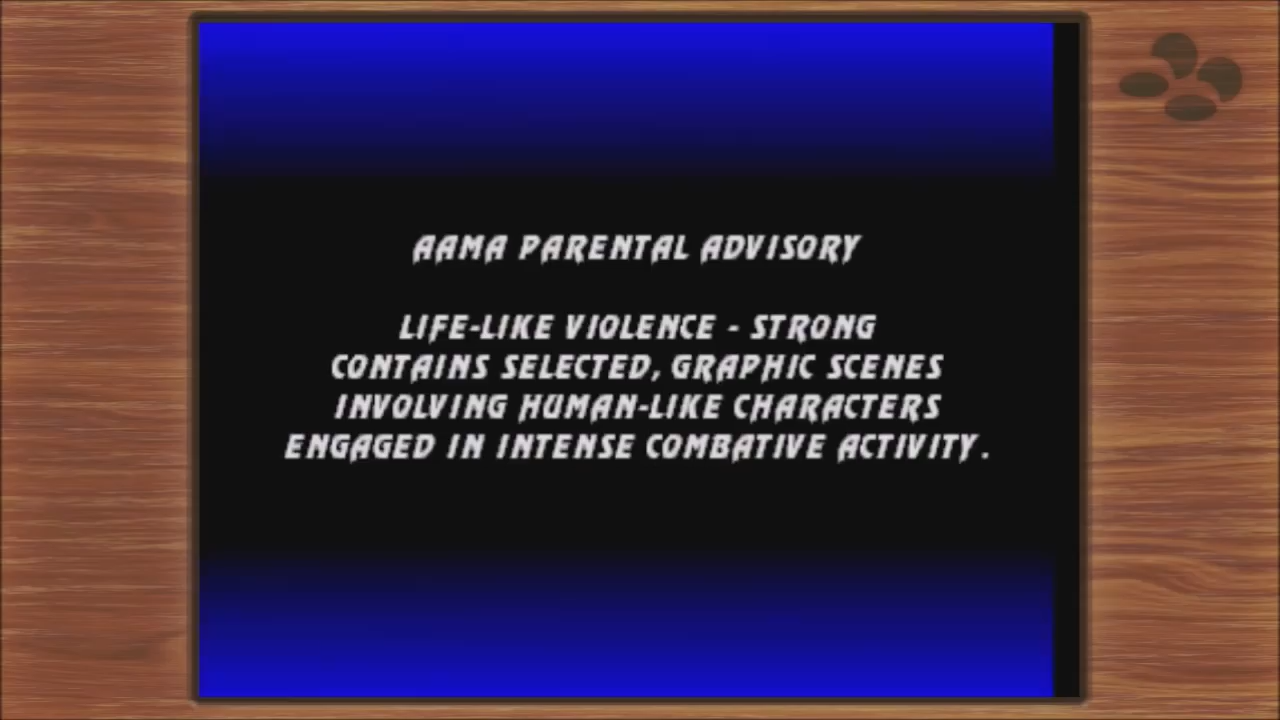 AAMA PARENTAL ADVISORY
LIFE-LIKE VIOLENCE - STRONG
CONTAINS SELECTED, GRAPHIC SCENES
INVOLVING HUMAN-LIKE CHARACTERS
ENGAGED IN INTENSE COMBATIVE ACTIVITY.